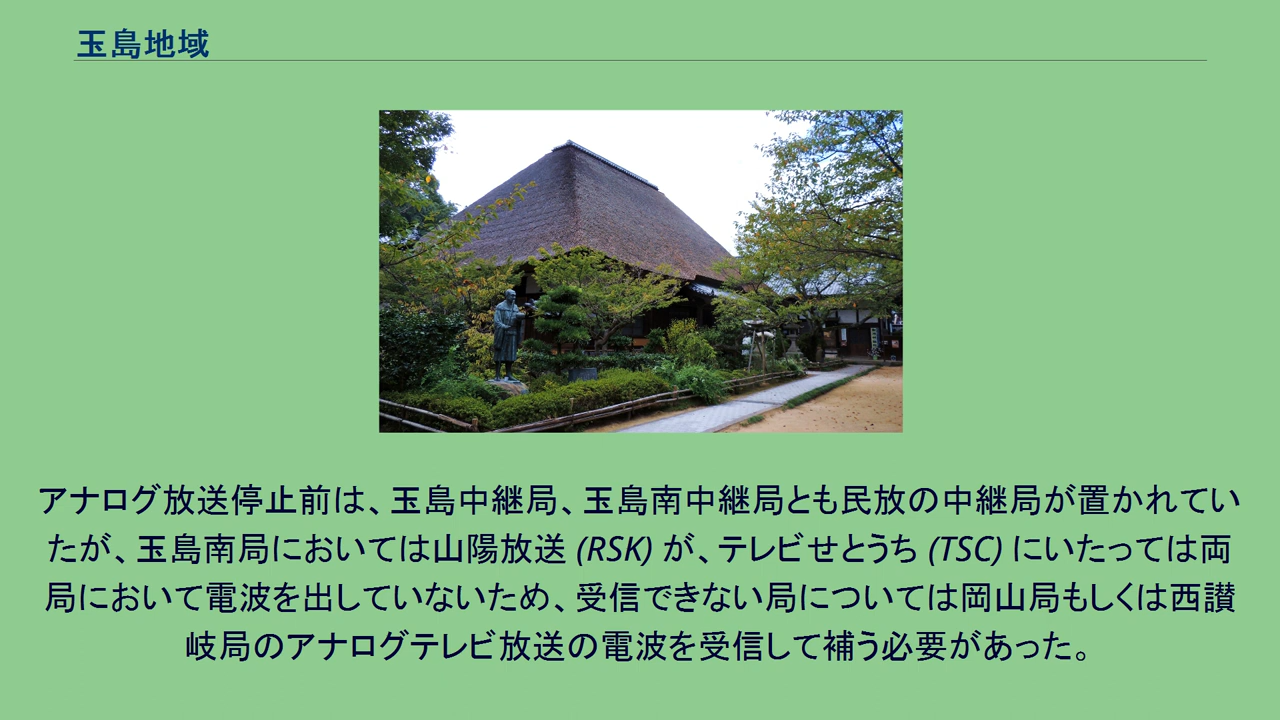 玉島地域
アナログ放送停止前は、玉島中継局、玉島南中継局とも民放の中継局が置かれてい
たが、玉島南局においては山陽放送 (RSK) が、テレビせとうち (TSC) にいたっては両
局において電波を出していないため、受信できない局については岡山局もしくは西讃
岐局のアナログテレビ放送の電波を受信して補う必要があった。